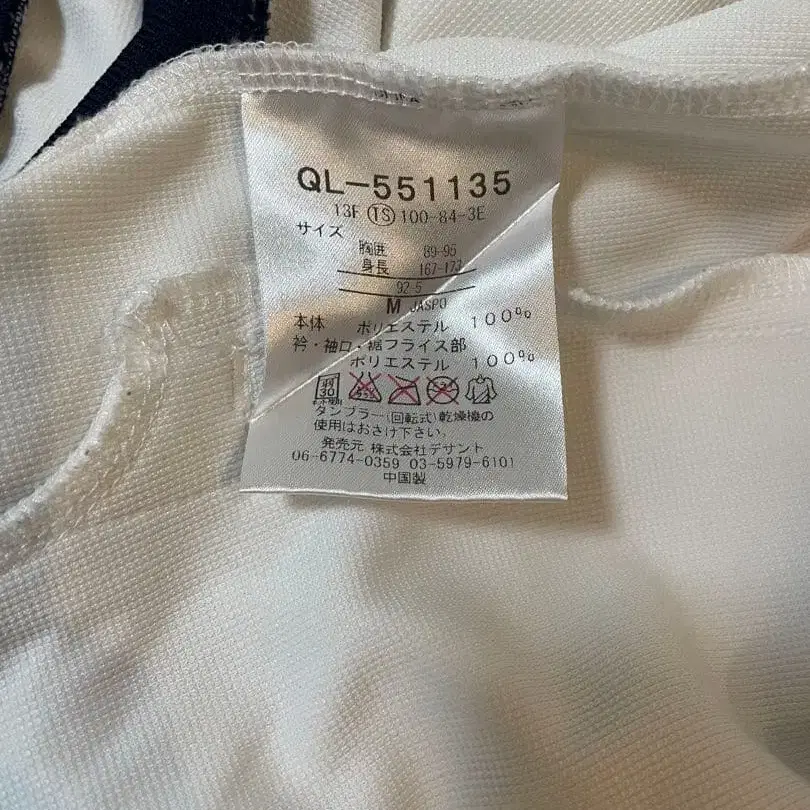 QL-551135
13F TS 100-84-3E
サイズ
胸囲 89-95
身長 167-173
92-5
M JASPO
本体 ポリエステル 100%
衿・袖口・裾フライス部
ポリエステル 100%
30
タンブラー(回転式)乾燥機の
使用はおさけ下さい。
発売元 株式会社デサント
06-6774-0359 03-5979-6101
中国製